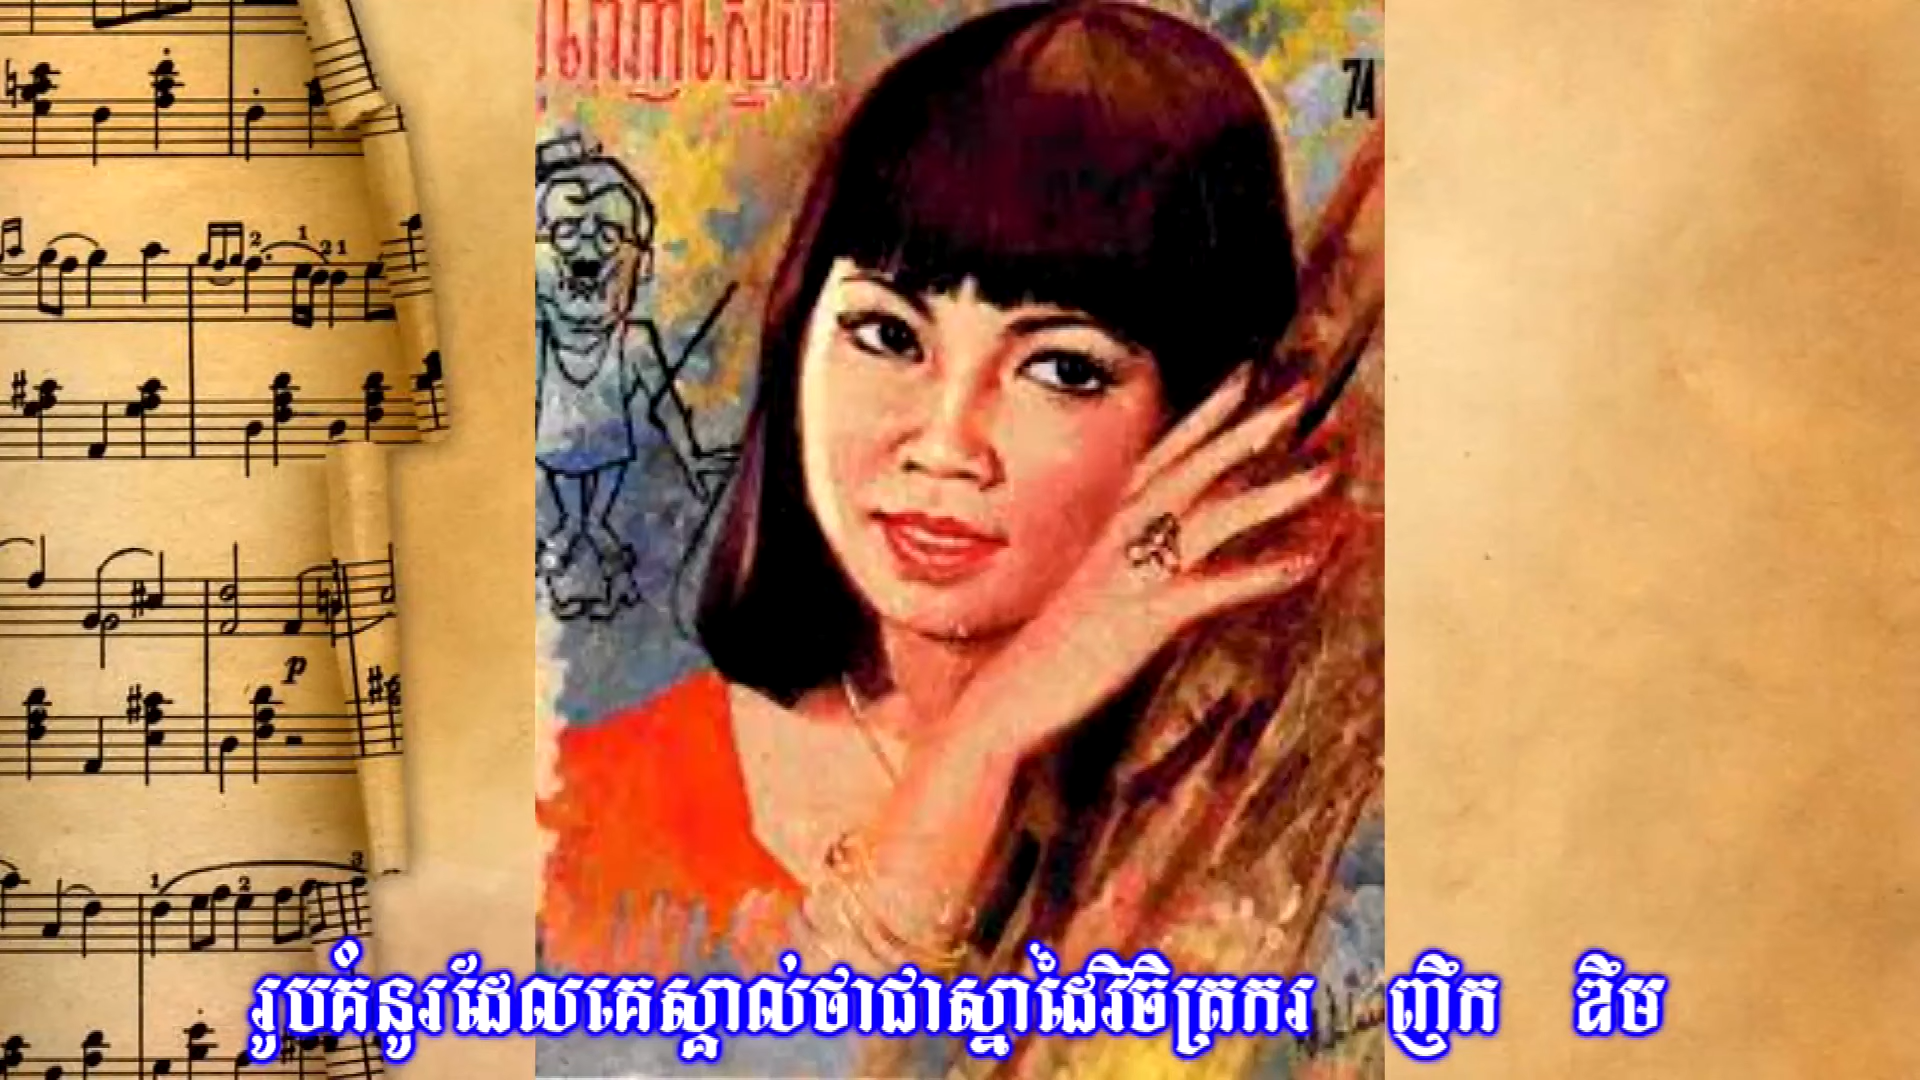 74
រូបគំនូរដែលគេស្គាល់ថាជាស្នាដៃវិចិត្រករ ញឹក ឌឹម